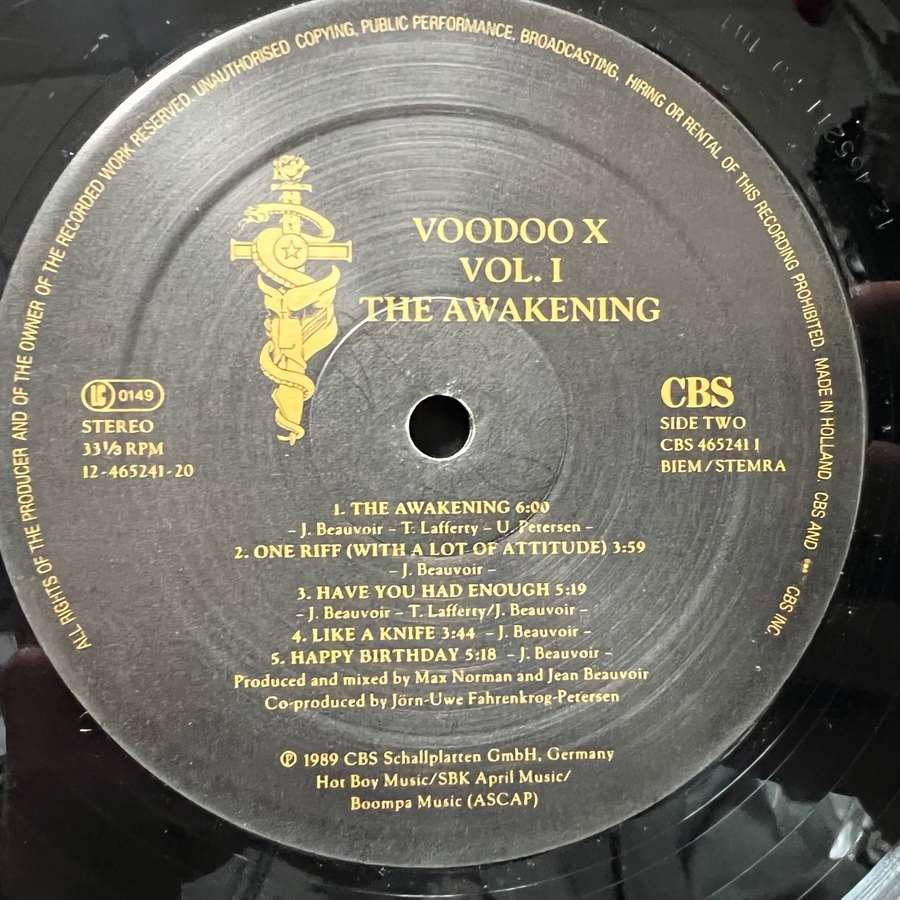 ALL RIGHTS OF THE PRODUCER AND OF THE OWNER OF THE RECORDED WORK RESERVED. UNAUTHORISED COPYING, PUBLIC PERFORMANCE, BROADCASTING, HIRING OR RENTAL OF THIS RECORDING PROHIBITED. MADE IN HOLLAND. CBS AND CBS INC.
VOODOO X
VOL. I
THE AWAKENING
LC 0149
STEREO
33 1/3 RPM
12-465241-20
CBS
SIDE TWO
CBS 465241 1
BIEM/STEMRA
1. THE AWAKENING 6:00
– J. Beauvoir – T. Lafferty – U. Petersen –
2. ONE RIFF (WITH A LOT OF ATTITUDE) 3:59
– J. Beauvoir –
3. HAVE YOU HAD ENOUGH 5:19
– J. Beauvoir – T. Lafferty/J. Beauvoir –
4. LIKE A KNIFE 3:44 – J. Beauvoir –
5. HAPPY BIRTHDAY 5:18 – J. Beauvoir –
Produced and mixed by Max Norman and Jean Beauvoir
Co-produced by Jörn-Uwe Fahrenkrog-Petersen
℗ 1989 CBS Schallplatten GmbH, Germany
Hot Boy Music/SBK April Music/
Boompa Music (ASCAP)